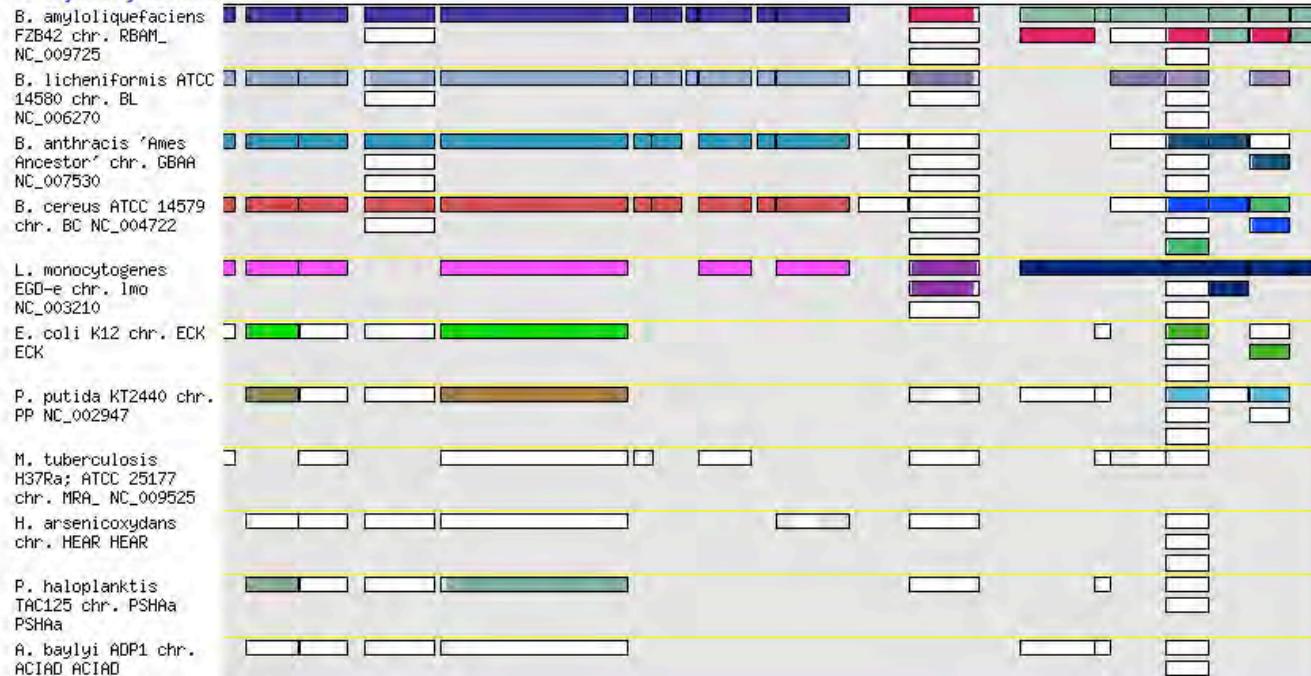 B. amyloliquefaciens
FZB42 chr. RBAM_
NC_009725
B. licheniformis ATCC
14580 chr. BL
NC_006270
B. anthracis 'Ames
Ancestor' chr. GBAA
NC_007530
B. cereus ATCC 14579
chr. BC NC_004722
L. monocytogenes
EGD-e chr. lmo
NC_003210
E. coli K12 chr. ECK
ECK
P. putida KT2440 chr.
PP NC_002947
M. tuberculosis
H37Ra; ATCC 25177
chr. MRA_ NC_009525
H. arsenicoxydans
chr. HEAR HEAR
P. haloplanktis
TAC125 chr. PSHAa
PSHAa
A. baylyi ADP1 chr.
ACIAD ACIAD